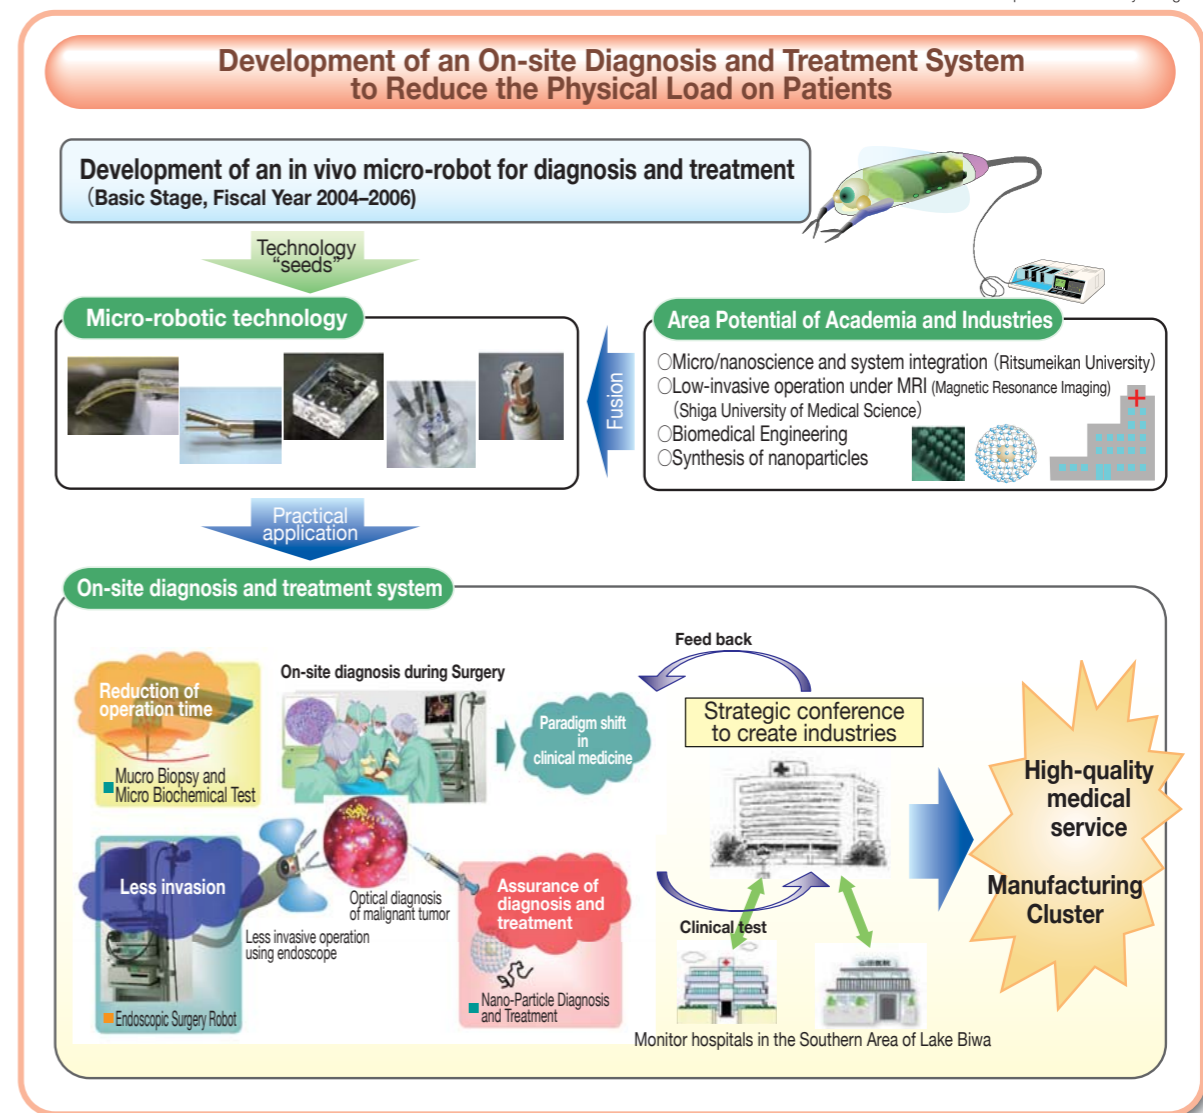 Development of an On-site Diagnosis and Treatment System
to Reduce the Physical Load on Patients
Development of an in vivo micro-robot for diagnosis and treatment
(Basic Stage, Fiscal Year 2004–2006)
Technology
“seeds”
Micro-robotic technology
Fusion
Area Potential of Academia and Industries
○Micro/nanoscience and system integration (Ritsumeikan University)
○Low-invasive operation under MRI (Magnetic Resonance Imaging)
(Shiga University of Medical Science)
○Biomedical Engineering
○Synthesis of nanoparticles
Practical
application
On-site diagnosis and treatment system
Reduction of
operation time
Mucro Biopsy and
Micro Biochemical Test
On-site diagnosis during Surgery
Paradigm shift
in
clinical medicine
Less invasion
Endoscopic Surgery Robot
Less invasive operation
using endoscope
Optical diagnosis
of malignant tumor
Assurance of
diagnosis and
treatment
Nano-Particle Diagnosis
and Treatment
Feed back
Strategic conference
to create industries
Clinical test
Monitor hospitals in the Southern Area of Lake Biwa
High-quality
medical
service
Manufacturing
Cluster